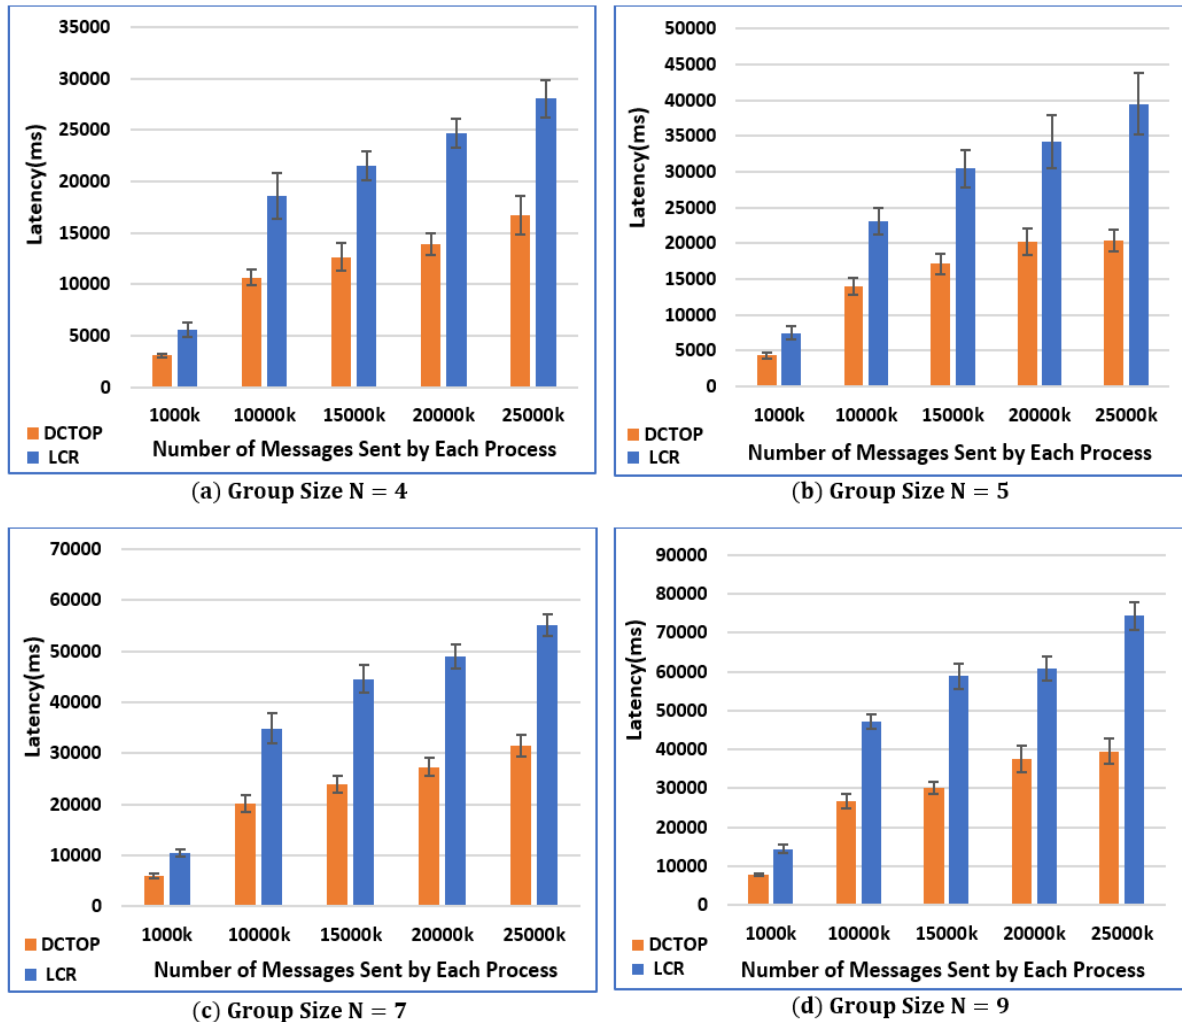 35000
30000
25000
20000
15000
10000
5000
0
Latency(ms)
1000k 10000k 15000k 20000k 25000k
DCTOP
LCR
Number of Messages Sent by Each Process
(a) Group Size N = 4
50000
45000
40000
35000
30000
25000
20000
15000
10000
5000
0
Latency(ms)
1000k 10000k 15000k 20000k 25000k
DCTOP
LCR
Number of Messages Sent by Each Process
(b) Group Size N = 5
70000
60000
50000
40000
30000
20000
10000
0
Latency(ms)
1000k 10000k 15000k 20000k 25000k
DCTOP
LCR
Number of Messages Sent by Each Process
(c) Group Size N = 7
90000
80000
70000
60000
50000
40000
30000
20000
10000
0
Latency(ms)
1000k 10000k 15000k 20000k 25000k
DCTOP
LCR
Number of Messages Sent by Each Process
(d) Group Size N = 9